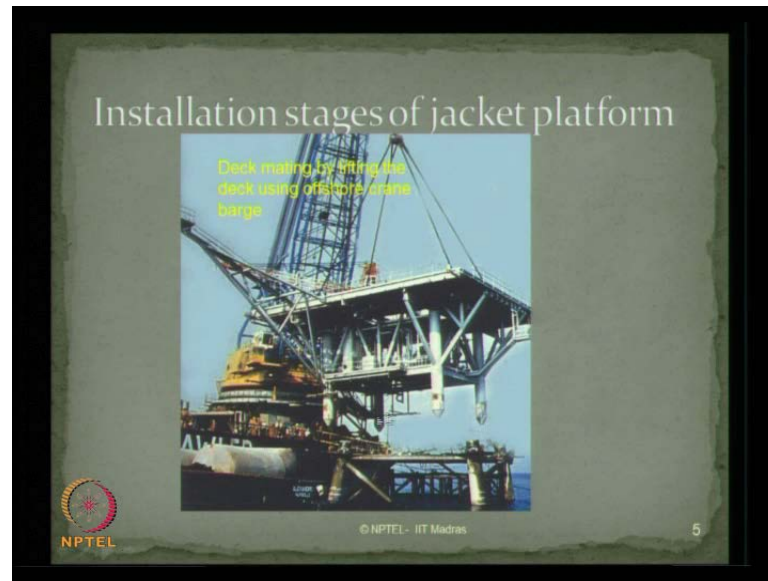 Installation stages of jacket platform
Deck mating by lifting the
deck using offshore crane
barge
AWLER
© NPTEL- IIT Madras
5
NPTEL